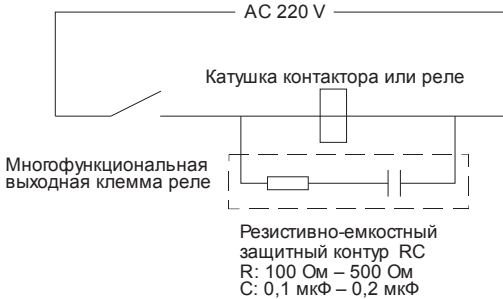 AC 220 V
Катушка контактора или реле
Многофункциональная
выходная клемма реле
Резистивно-емкостный
защитный контур RC
R: 100 Ом – 500 Ом
C: 0,1 мкФ – 0,2 мкФ